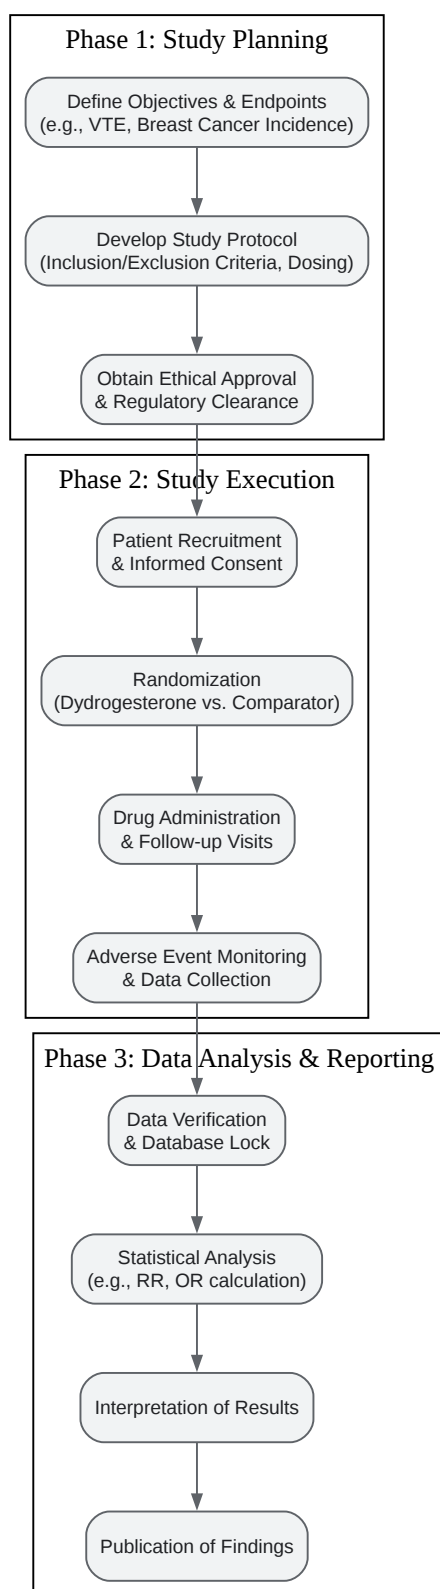 Phase 1: Study Planning
Define Objectives & Endpoints
(e.g., VTE, Breast Cancer Incidence)
Develop Study Protocol
(Inclusion/Exclusion Criteria, Dosing)
Obtain Ethical Approval
& Regulatory Clearance
Phase 2: Study Execution
Patient Recruitment
& Informed Consent
Randomization
(Dydrogesterone vs. Comparator)
Drug Administration
& Follow-up Visits
Adverse Event Monitoring
& Data Collection
Phase 3: Data Analysis & Reporting
Data Verification
& Database Lock
Statistical Analysis
(e.g., RR, OR calculation)
Interpretation of Results
Publication of Findings